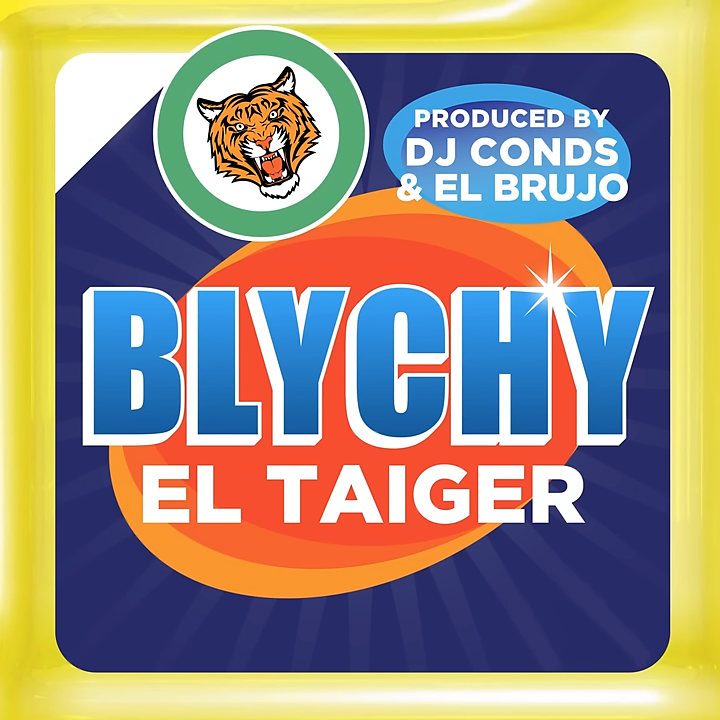 PRODUCED BY
DJ CONDS
& EL BRUJO
BLYCHY
EL TAIGER